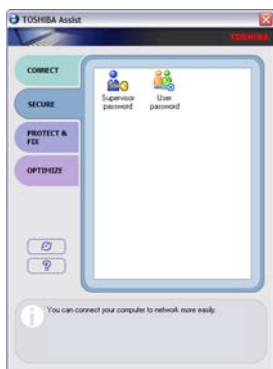 TOSHIBA Assist
TOSHIBA
CONNECT
SECURE
PROTECT &
FIX
OPTIMIZE
Supervisor
password
User
password
?
You can connect your computer to network more easily.